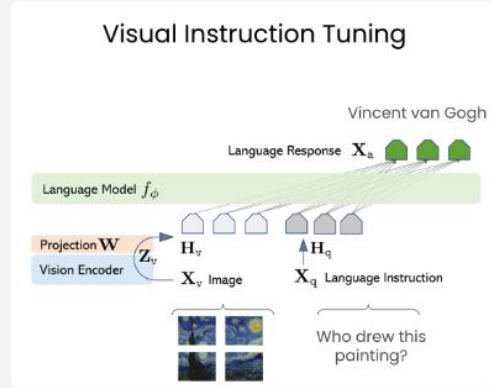 Visual Instruction Tuning
Vincent van Gogh
Language Response Xa
Language Model fϕ
Projection W
Zv
Hv
Hq
Vision Encoder
Xv Image
Xq Language Instruction
Who drew this
painting?